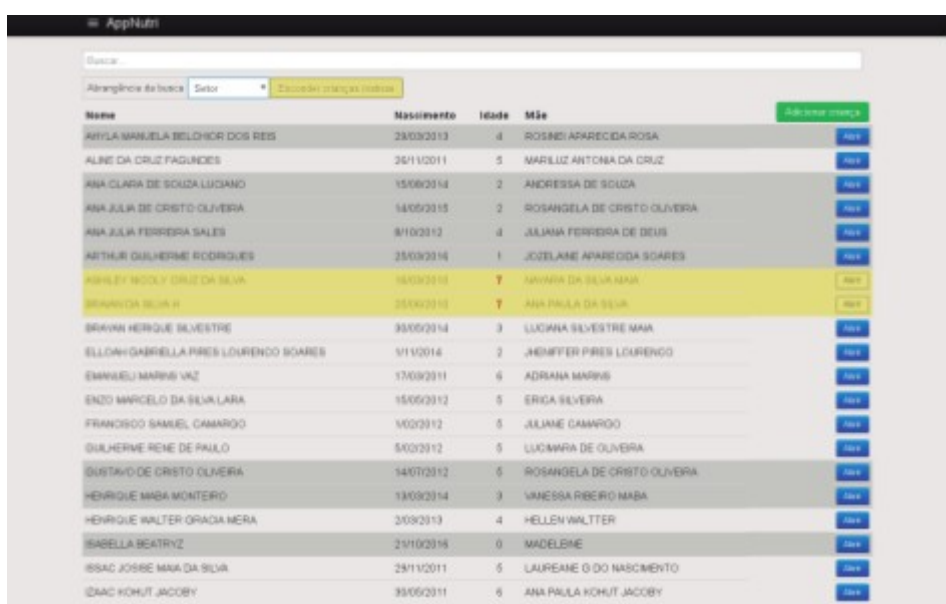 ≡ AppNutri
Buscar...
Abrangência da busca Setor Esconder crianças inativas
Nome Nascimento Idade Mãe Adicionar criança
AHYLA MANUELA BELCHIOR DOS REIS 29/03/2013 4 ROSINEI APARECIDA ROSA Abrir
ALINE DA CRUZ FAGUNDES 26/11/2011 5 MARILUZ ANTONIA DA CRUZ Abrir
ANA CLARA DE SOUZA LUCIANO 15/08/2014 2 ANDRESSA DE SOUZA Abrir
ANA JULIA DE CRISTO OLIVEIRA 14/05/2015 2 ROSANGELA DE CRISTO OLIVEIRA Abrir
ANA JULIA FERREIRA SALES 8/10/2012 4 JULIANA FERREIRA DE DEUS Abrir
ARTHUR GUILHERME RODRIGUES 25/03/2016 1 JOZELAINE APARECIDA SOARES Abrir
ASHILEY NICOLY CRUZ DA SILVA 7 NAYARA DA SILVA MAIA Abrir
BRAYAN DA SILVA 7 ANA PAULA DA SILVA Abrir
BRAYAN HERIQUE SILVESTRE 30/05/2014 3 LUCIANA SILVESTRE MAIA Abrir
ELLOAH GABRIELLA PIRES LOURENCO SOARES 1/11/2014 2 JHENIFFER PIRES LOURENCO Abrir
EMANUELI MARINS VAZ 17/03/2011 6 ADRIANA MARINS Abrir
ENZO MARCELO DA SILVA LARA 15/05/2012 5 ERICA SILVEIRA Abrir
FRANCISCO SAMUEL CAMARGO 1/02/2012 5 JULIANE CAMARGO Abrir
GUILHERME RENE DE PAULO 5/02/2012 5 LUCIMARA DE OLIVEIRA Abrir
GUSTAVO DE CRISTO OLIVEIRA 14/07/2012 5 ROSANGELA DE CRISTO OLIVEIRA Abrir
HENRIQUE MABA MONTEIRO 13/03/2014 3 VANESSA RIBEIRO MABA Abrir
HENRIQUE WALTER GRACIA MERA 2/03/2013 4 HELLEN WALTTER Abrir
ISABELLA BEATRYZ 21/10/2016 0 MADELEINE Abrir
ISSAC JOSISE MAIA DA SILVA 29/11/2011 5 LAUREANE G DO NASCIMENTO Abrir
IZAAC KOHUT JACOBY 30/05/2011 6 ANA PAULA KOHUT JACOBY Abrir